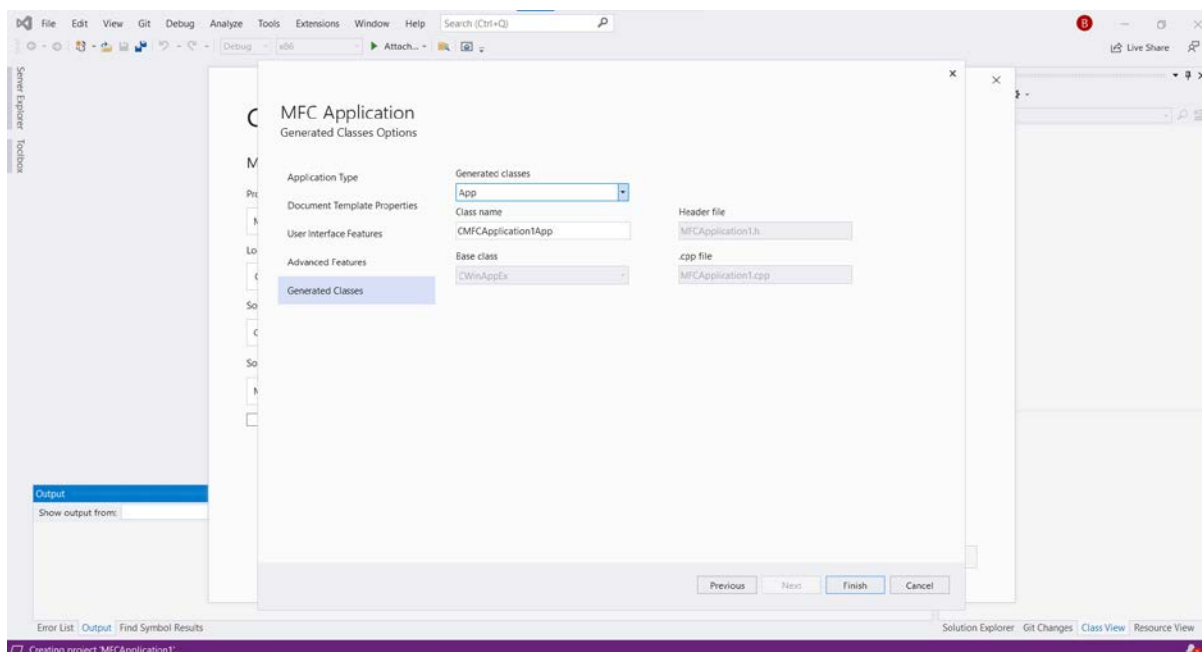 File Edit View Git Debug Analyze Tools Extensions Window Help Search (Ctrl+Q) B
Debug x86 Attach... Live Share
Server Explorer
Toolbox
MFC Application
Generated Classes Options
Application Type
Document Template Properties
User Interface Features
Advanced Features
Generated Classes
Generated classes
App
Class name Header file
CMFCApplication1App MFCApplication1.h
Base class .cpp file
CWinAppEx MFCApplication1.cpp
C
M
Pro
Lo
C
So
So
Output
Show output from:
Previous Next Finish Cancel
Error List Output Find Symbol Results
Solution Explorer Git Changes Class View Resource View
Creating project 'MFCApplication1'